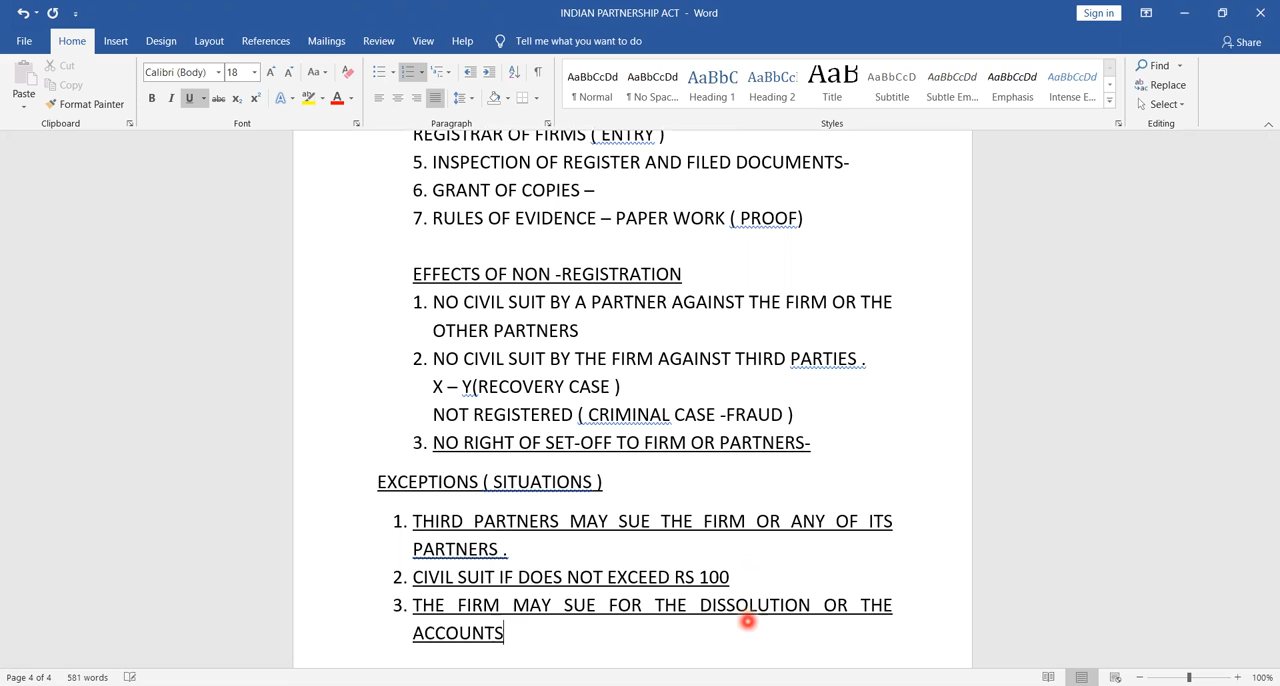 INDIAN PARTNERSHIP ACT - Word
Sign in
File Home Insert Design Layout References Mailings Review View Help Tell me what you want to do Share
Paste Cut Copy Format Painter
Clipboard
Calibri (Body) 18
Font
Paragraph
AaBbCcDd AaBbCcDd AaBbC AaBbCc AaB AaBbCcD AaBbCcDd AaBbCcDd AaBbCcDd
¶ Normal ¶ No Spac... Heading 1 Heading 2 Title Subtitle Subtle Em... Emphasis Intense E...
Styles
Find
Replace
Select
Editing
REGISTRAR OF FIRMS ( ENTRY )
5. INSPECTION OF REGISTER AND FILED DOCUMENTS-
6. GRANT OF COPIES –
7. RULES OF EVIDENCE – PAPER WORK ( PROOF)
EFFECTS OF NON -REGISTRATION
1. NO CIVIL SUIT BY A PARTNER AGAINST THE FIRM OR THE
OTHER PARTNERS
2. NO CIVIL SUIT BY THE FIRM AGAINST THIRD PARTIES .
X – Y(RECOVERY CASE )
NOT REGISTERED ( CRIMINAL CASE -FRAUD )
3. NO RIGHT OF SET-OFF TO FIRM OR PARTNERS-
EXCEPTIONS ( SITUATIONS )
1. THIRD PARTNERS MAY SUE THE FIRM OR ANY OF ITS
PARTNERS .
2. CIVIL SUIT IF DOES NOT EXCEED RS 100
3. THE FIRM MAY SUE FOR THE DISSOLUTION OR THE
ACCOUNTS
Page 4 of 4 581 words 100%